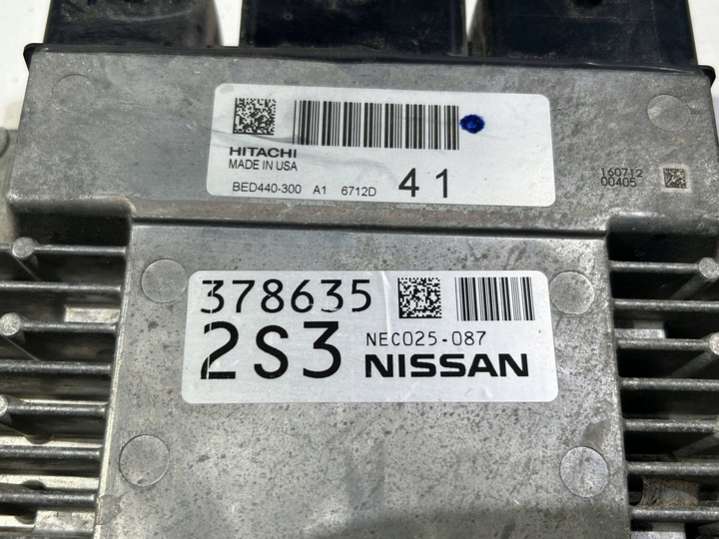 HITACHI
MADE IN USA
BED440-300 A1 6712D 41
160712
00405
378635
2S3 NEC025-087
NISSAN